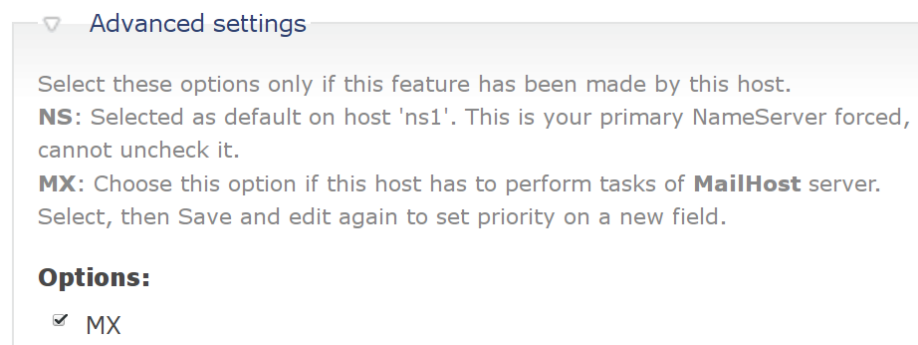 Advanced settings
Select these options only if this feature has been made by this host.
NS: Selected as default on host 'ns1'. This is your primary NameServer forced,
cannot uncheck it.
MX: Choose this option if this host has to perform tasks of MailHost server.
Select, then Save and edit again to set priority on a new field.
Options:
MX